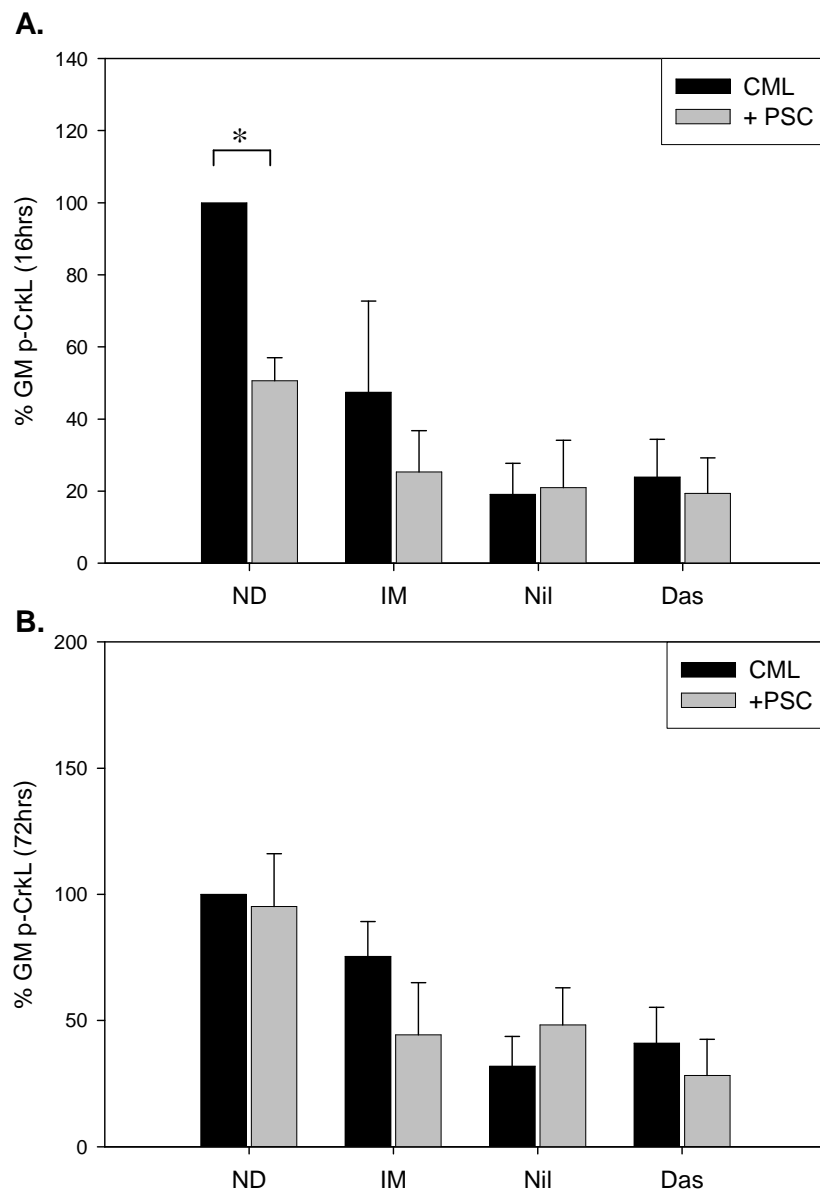 A.
140
120
100
80
60
40
20
0
% GM p-CrkL (16hrs)
CML
+ PSC
*
ND IM Nil Das
B.
200
150
100
50
0
% GM p-CrkL (72hrs)
CML
+PSC
ND IM Nil Das